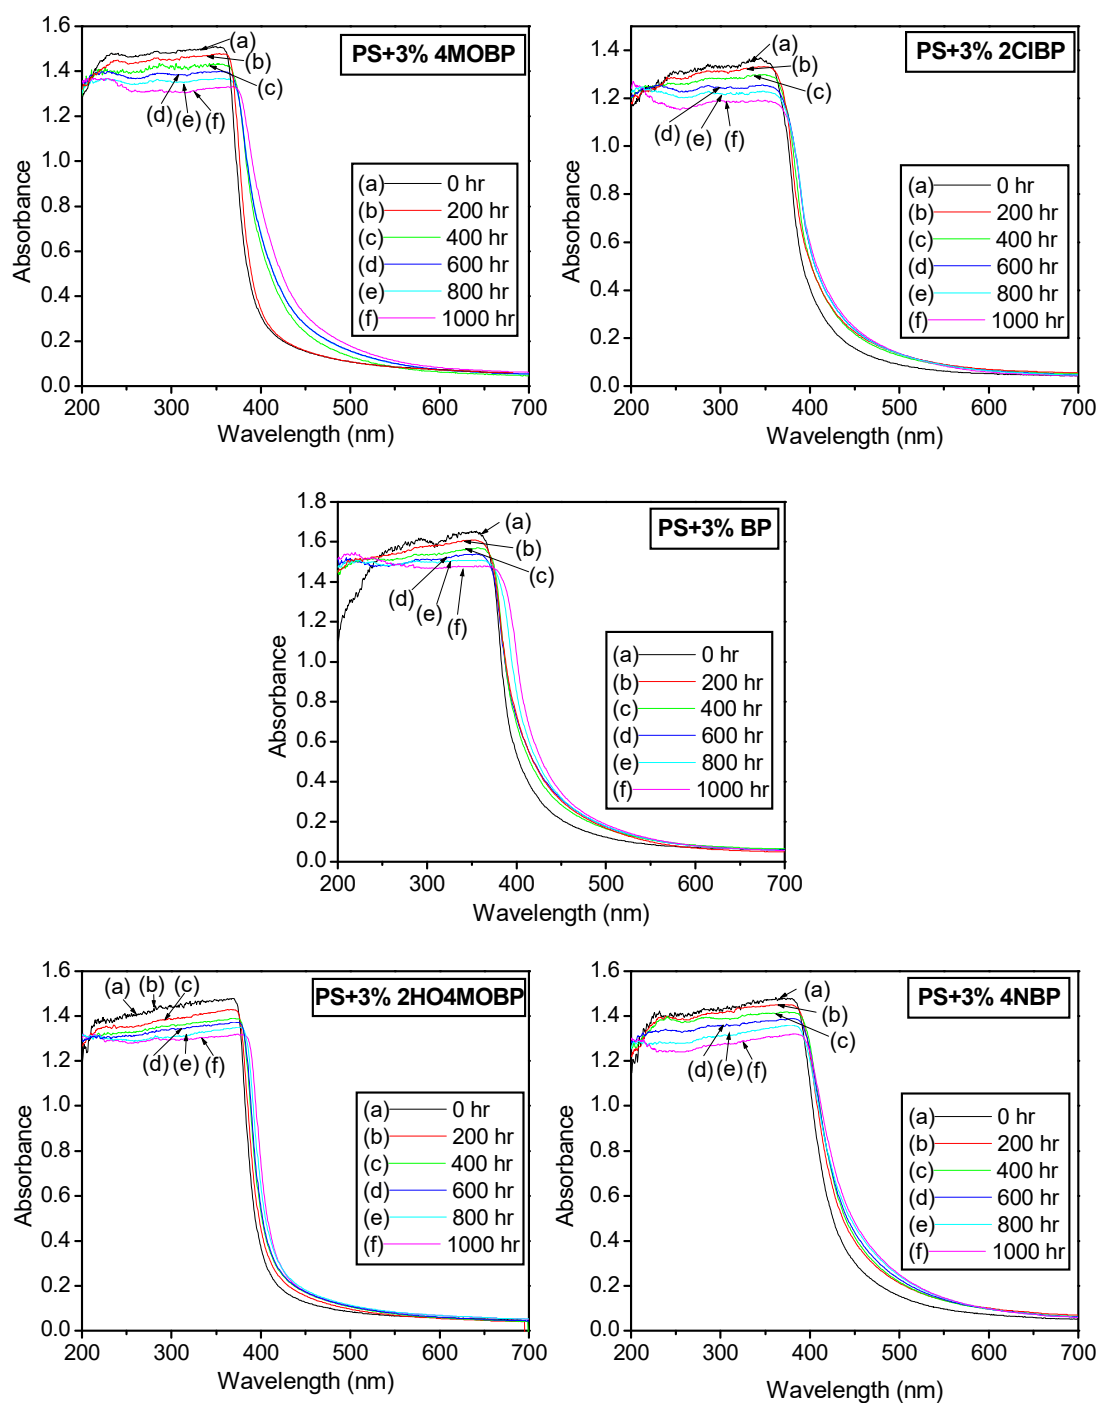 PS+3% 4MOBP
Absorbance
1.6
1.4
1.2
1.0
0.8
0.6
0.4
0.2
0.0
(a)
(b)
(c)
(d)
(e)
(f)
(a) 0 hr
(b) 200 hr
(c) 400 hr
(d) 600 hr
(e) 800 hr
(f) 1000 hr
200 300 400 500 600 700
Wavelength (nm)
PS+3% 2ClBP
Absorbance
1.4
1.2
1.0
0.8
0.6
0.4
0.2
0.0
(a)
(b)
(c)
(d)
(e)
(f)
(a) 0 hr
(b) 200 hr
(c) 400 hr
(d) 600 hr
(e) 800 hr
(f) 1000 hr
200 300 400 500 600 700
Wavelength (nm)
PS+3% BP
Absorbance
1.8
1.6
1.4
1.2
1.0
0.8
0.6
0.4
0.2
0.0
(a)
(b)
(c)
(d)
(e)
(f)
(a) 0 hr
(b) 200 hr
(c) 400 hr
(d) 600 hr
(e) 800 hr
(f) 1000 hr
200 300 400 500 600 700
Wavelength (nm)
PS+3% 2HO4MOBP
Absorbance
1.6
1.4
1.2
1.0
0.8
0.6
0.4
0.2
0.0
(a)
(b)
(c)
(d)
(e)
(f)
(a) 0 hr
(b) 200 hr
(c) 400 hr
(d) 600 hr
(e) 800 hr
(f) 1000 hr
200 300 400 500 600 700
Wavelength (nm)
PS+3% 4NBP
Absorbance
1.6
1.4
1.2
1.0
0.8
0.6
0.4
0.2
0.0
(a)
(b)
(c)
(d)
(e)
(f)
(a) 0 hr
(b) 200 hr
(c) 400 hr
(d) 600 hr
(e) 800 hr
(f) 1000 hr
200 300 400 500 600 700
Wavelength (nm)